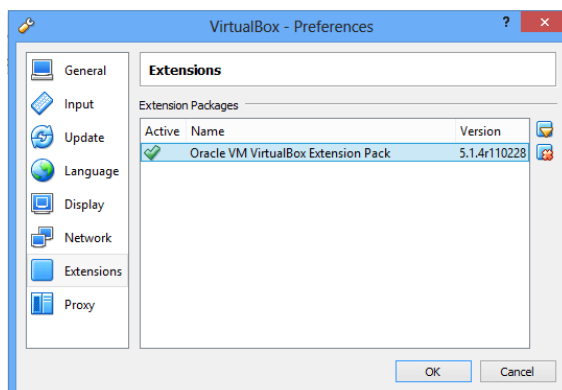 VirtualBox - Preferences
?
General
Input
Update
Language
Display
Network
Extensions
Proxy
Extensions
Extension Packages
Active Name Version
Oracle VM VirtualBox Extension Pack 5.1.4r110228
OK Cancel